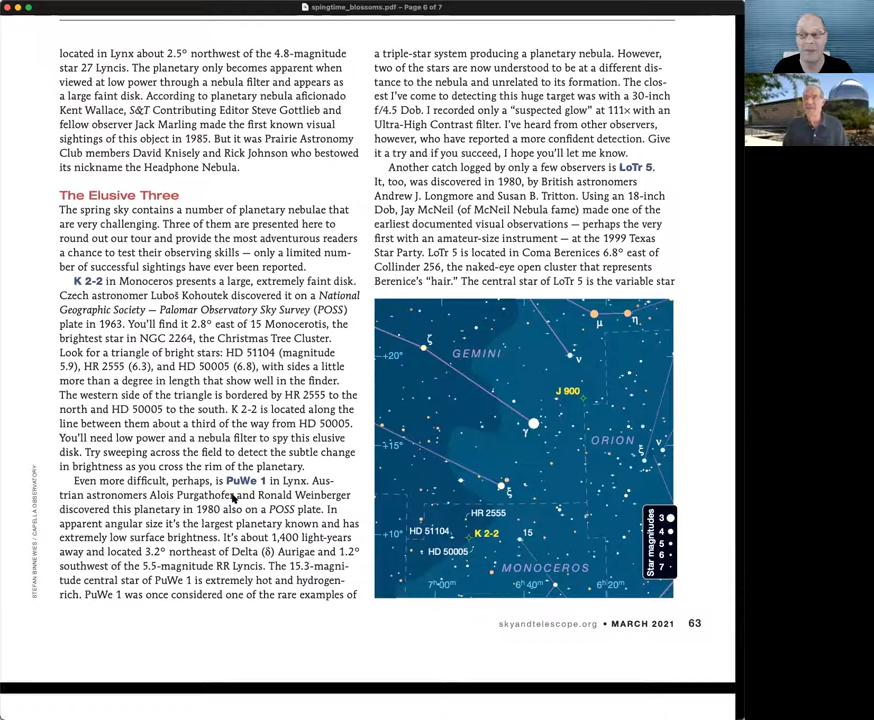 spingtime_blossoms.pdf – Page 6 of 7
located in Lynx about 2.5° northwest of the 4.8-magnitude
star 27 Lyncis. The planetary only becomes apparent when
viewed at low power through a nebula filter and appears as
a large faint disk. According to planetary nebula aficionado
Kent Wallace, S&T Contributing Editor Steve Gottlieb and
fellow observer Jack Marling made the first known visual
sightings of this object in 1985. But it was Prairie Astronomy
Club members David Knisely and Rick Johnson who bestowed
its nickname the Headphone Nebula.
The Elusive Three
The spring sky contains a number of planetary nebulae that
are very challenging. Three of them are presented here to
round out our tour and provide the most adventurous readers
a chance to test their observing skills — only a limited num-
ber of successful sightings have ever been reported.
K 2-2 in Monoceros presents a large, extremely faint disk.
Czech astronomer Luboš Kohoutek discovered it on a National
Geographic Society — Palomar Observatory Sky Survey (POSS)
plate in 1963. You'll find it 2.8° east of 15 Monocerotis, the
brightest star in NGC 2264, the Christmas Tree Cluster.
Look for a triangle of bright stars: HD 51104 (magnitude
5.9), HR 2555 (6.3), and HD 50005 (6.8), with sides a little
more than a degree in length that show well in the finder.
The western side of the triangle is bordered by HR 2555 to the
north and HD 50005 to the south. K 2-2 is located along the
line between them about a third of the way from HD 50005.
You'll need low power and a nebula filter to spy this elusive
disk. Try sweeping across the field to detect the subtle change
in brightness as you cross the rim of the planetary.
Even more difficult, perhaps, is PuWe 1 in Lynx. Aus-
trian astronomers Alois Purgathofer and Ronald Weinberger
discovered this planetary in 1980 also on a POSS plate. In
apparent angular size it's the largest planetary known and has
extremely low surface brightness. It's about 1,400 light-years
away and located 3.2° northeast of Delta (δ) Aurigae and 1.2°
southwest of the 5.5-magnitude RR Lyncis. The 15.3-magni-
tude central star of PuWe 1 is extremely hot and hydrogen-
rich. PuWe 1 was once considered one of the rare examples of
STEFAN BINNEWIES / CAPELLA OBSERVATORY
a triple-star system producing a planetary nebula. However,
two of the stars are now understood to be at a different dis-
tance to the nebula and unrelated to its formation. The clos-
est I've come to detecting this huge target was with a 30-inch
f/4.5 Dob. I recorded only a "suspected glow" at 111× with an
Ultra-High Contrast filter. I've heard from other observers,
however, who have reported a more confident detection. Give
it a try and if you succeed, I hope you'll let me know.
Another catch logged by only a few observers is LoTr 5.
It, too, was discovered in 1980, by British astronomers
Andrew J. Longmore and Susan B. Tritton. Using an 18-inch
Dob, Jay McNeil (of McNeil Nebula fame) made one of the
earliest documented visual observations — perhaps the very
first with an amateur-size instrument — at the 1999 Texas
Star Party. LoTr 5 is located in Coma Berenices 6.8° east of
Collinder 256, the naked-eye open cluster that represents
Berenice's "hair." The central star of LoTr 5 is the variable star
μ η
ζ
ν
+20°
GEMINI
J 900
γ
ORION
+15°
ξ ν
ξ
HR 2555
HD 51104
K 2-2
15
+10°
HD 50005
MONOCEROS
7h00m 6h40m 6h20m
Star magnitudes
3
4
5
6
7
skyandtelescope.org • MARCH 2021 63